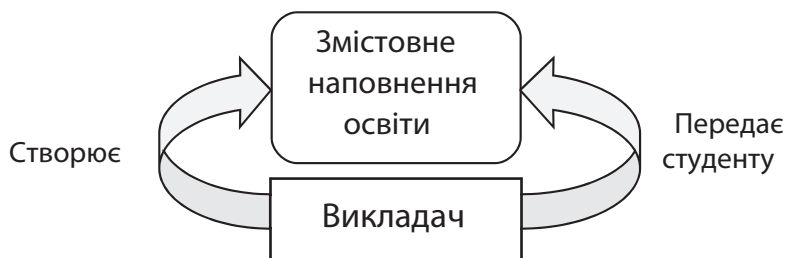 Змістовне
наповнення
освіти
Створює
Передає
студенту
Викладач